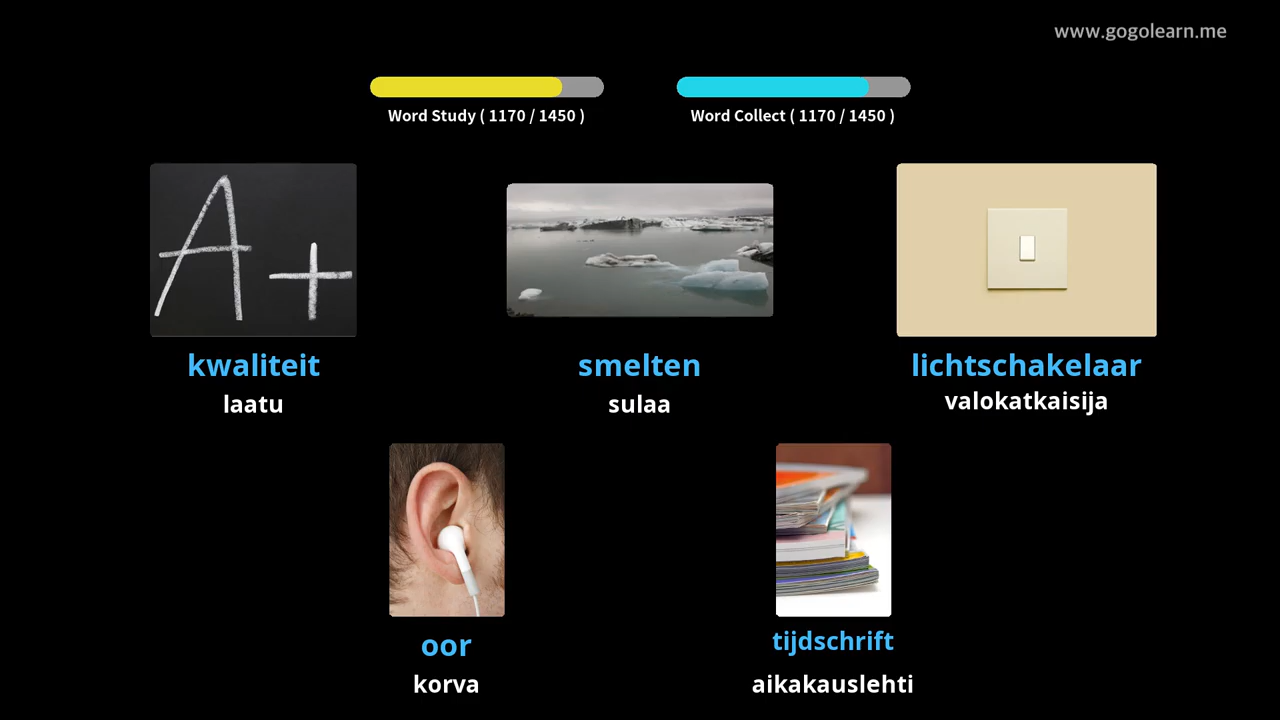 www.gogolearn.me
Word Study ( 1170 / 1450 )
Word Collect ( 1170 / 1450 )
A+
kwaliteit
laatu
smelten
sulaa
lichtschakelaar
valokatkaisija
oor
korva
tijdschrift
aikakauslehti